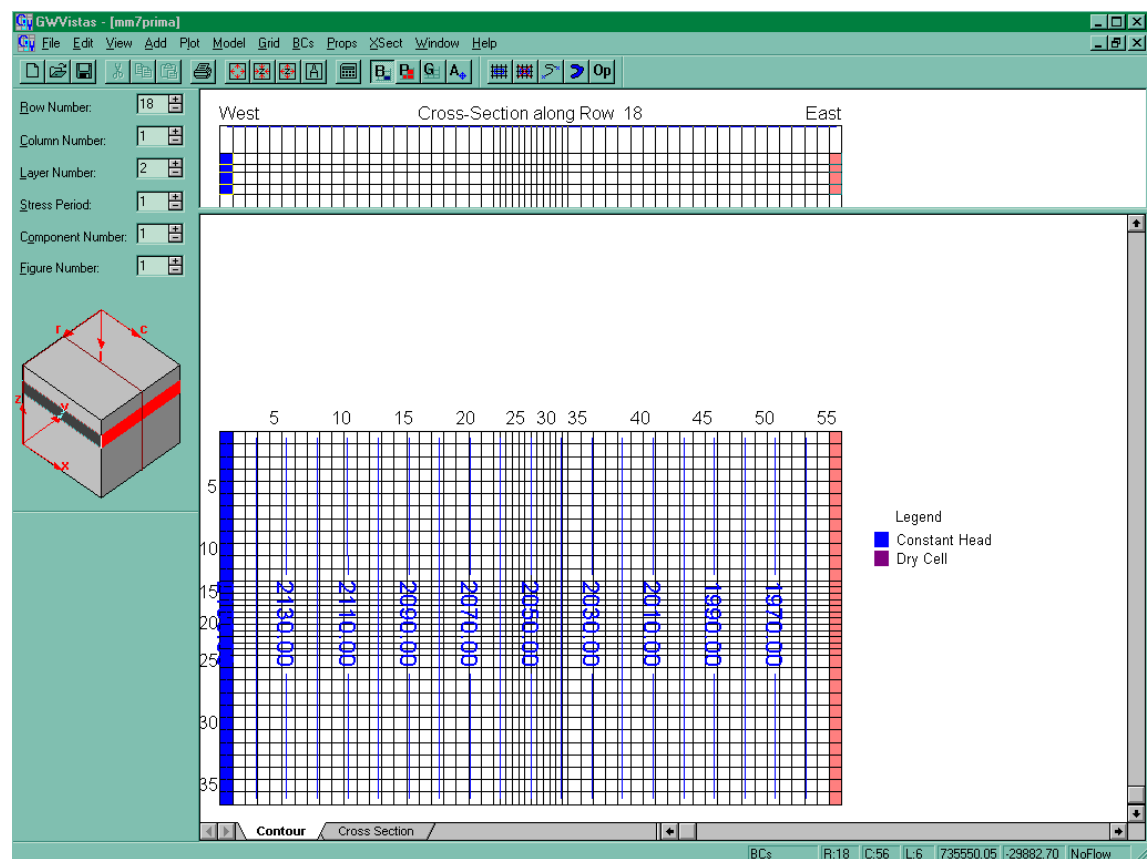 GWVistas - [mm7prima]
File Edit View Add Plot Model Grid BCs Props XSect Window Help
B P G A Op
Row Number: 18
Column Number: 1
Layer Number: 2
Stress Period: 1
Component Number: 1
Figure Number: 1
West Cross-Section along Row 18 East
r c
l
z y
x
5 10 15 20 25 30 35 40 45 50 55
5
10
15
20
25
30
35
2130.00 2110.00 2090.00 2070.00 2050.00 2030.00 2010.00 1990.00 1970.00
Legend
Constant Head
Dry Cell
Contour Cross Section
BCs R:18 C:56 L:6 735550.05 -29882.70 NoFlow